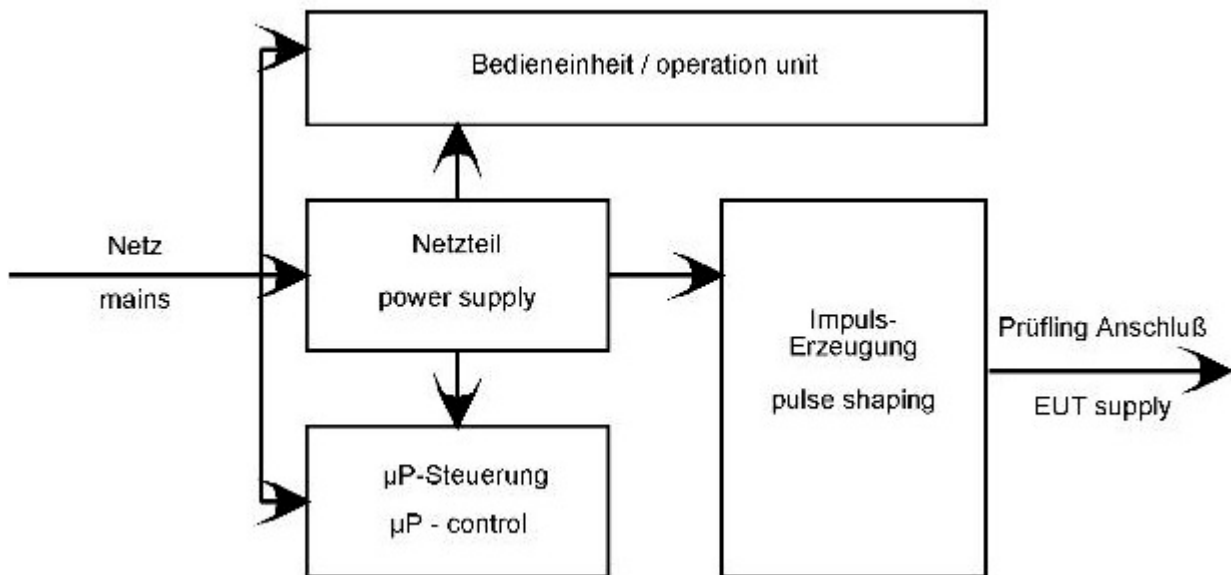 Bedieneinheit / operation unit
Netz
mains
Netzteil
power supply
Impuls-
Erzeugung
pulse shaping
Prüfling Anschluß
EUT supply
µP-Steuerung
µP - control